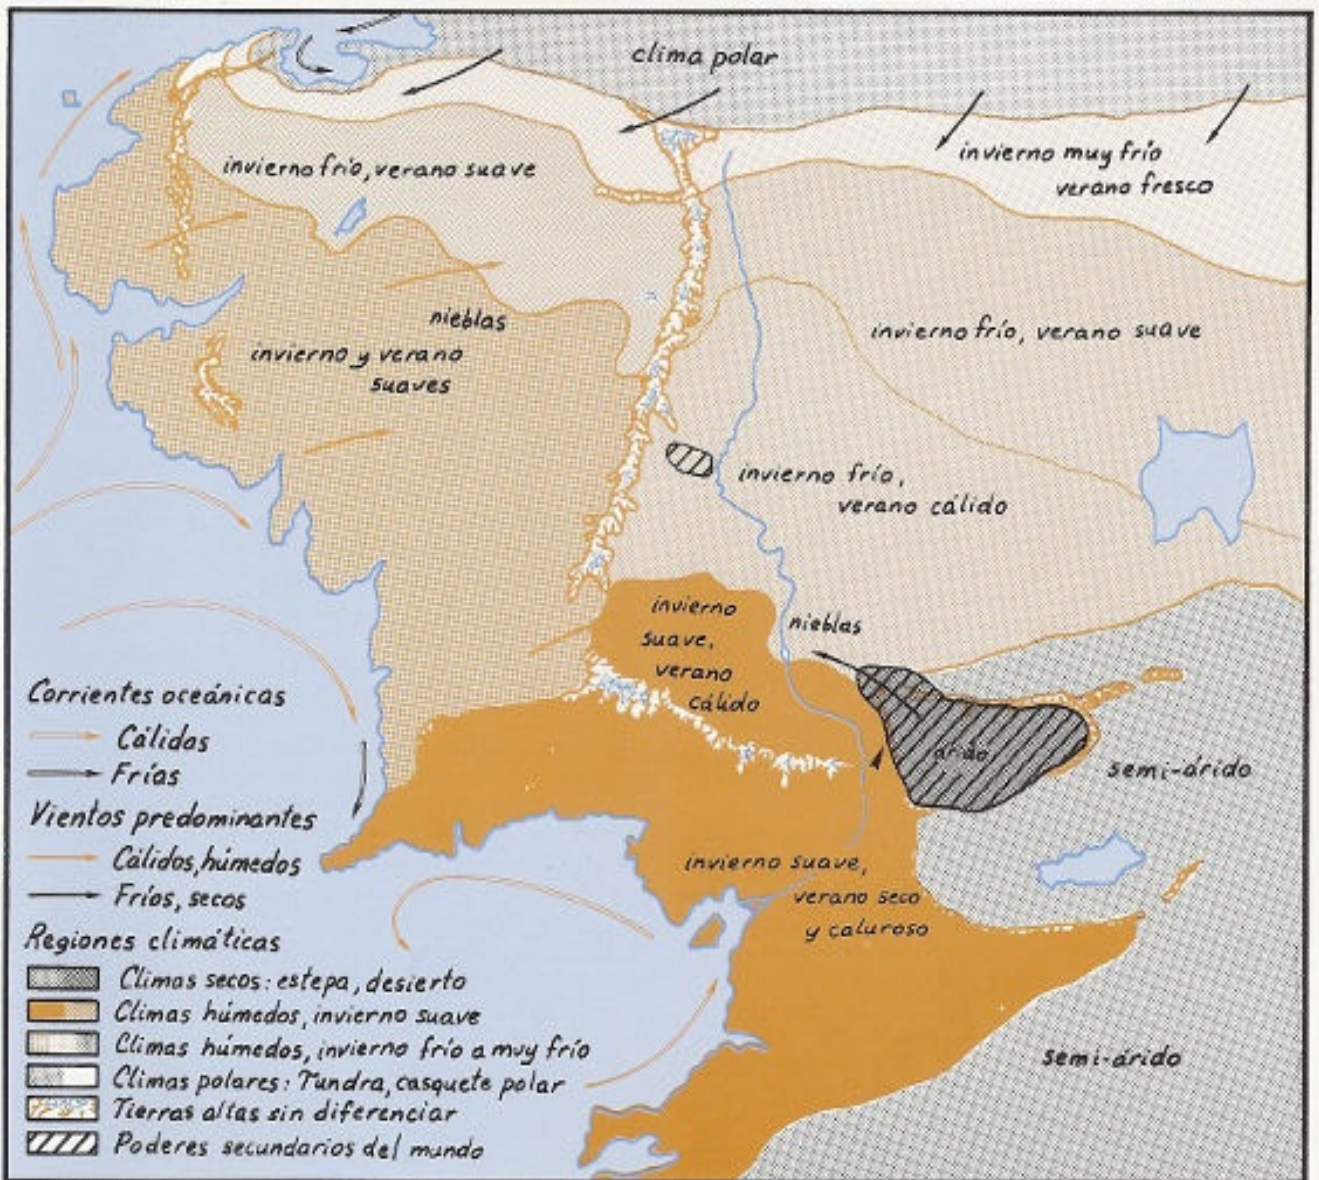 clima polar
invierno muy frío
verano fresco
invierno frío, verano suave
nieblas
invierno y verano
suaves
invierno frío, verano suave
invierno frío,
verano cálido
invierno
suave,
verano
cálido
nieblas
árido
semi-árido
invierno suave,
verano seco
y caluroso
semi-árido
Corrientes oceánicas
Cálidas
Frías
Vientos predominantes
Cálidos, húmedos
Fríos, secos
Regiones climáticas
Climas secos: estepa, desierto
Climas húmedos, invierno suave
Climas húmedos, invierno frío a muy frío
Climas polares: Tundra, casquete polar
Tierras altas sin diferenciar
Poderes secundarios del mundo